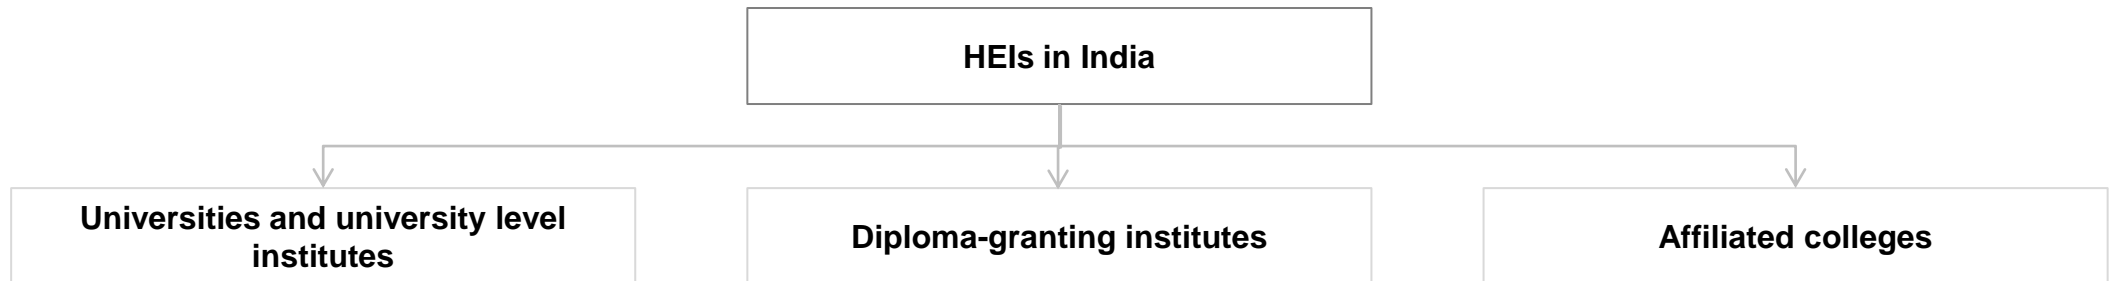 HEIs in India
Universities and university level
institutes
Diploma-granting institutes
Affiliated colleges